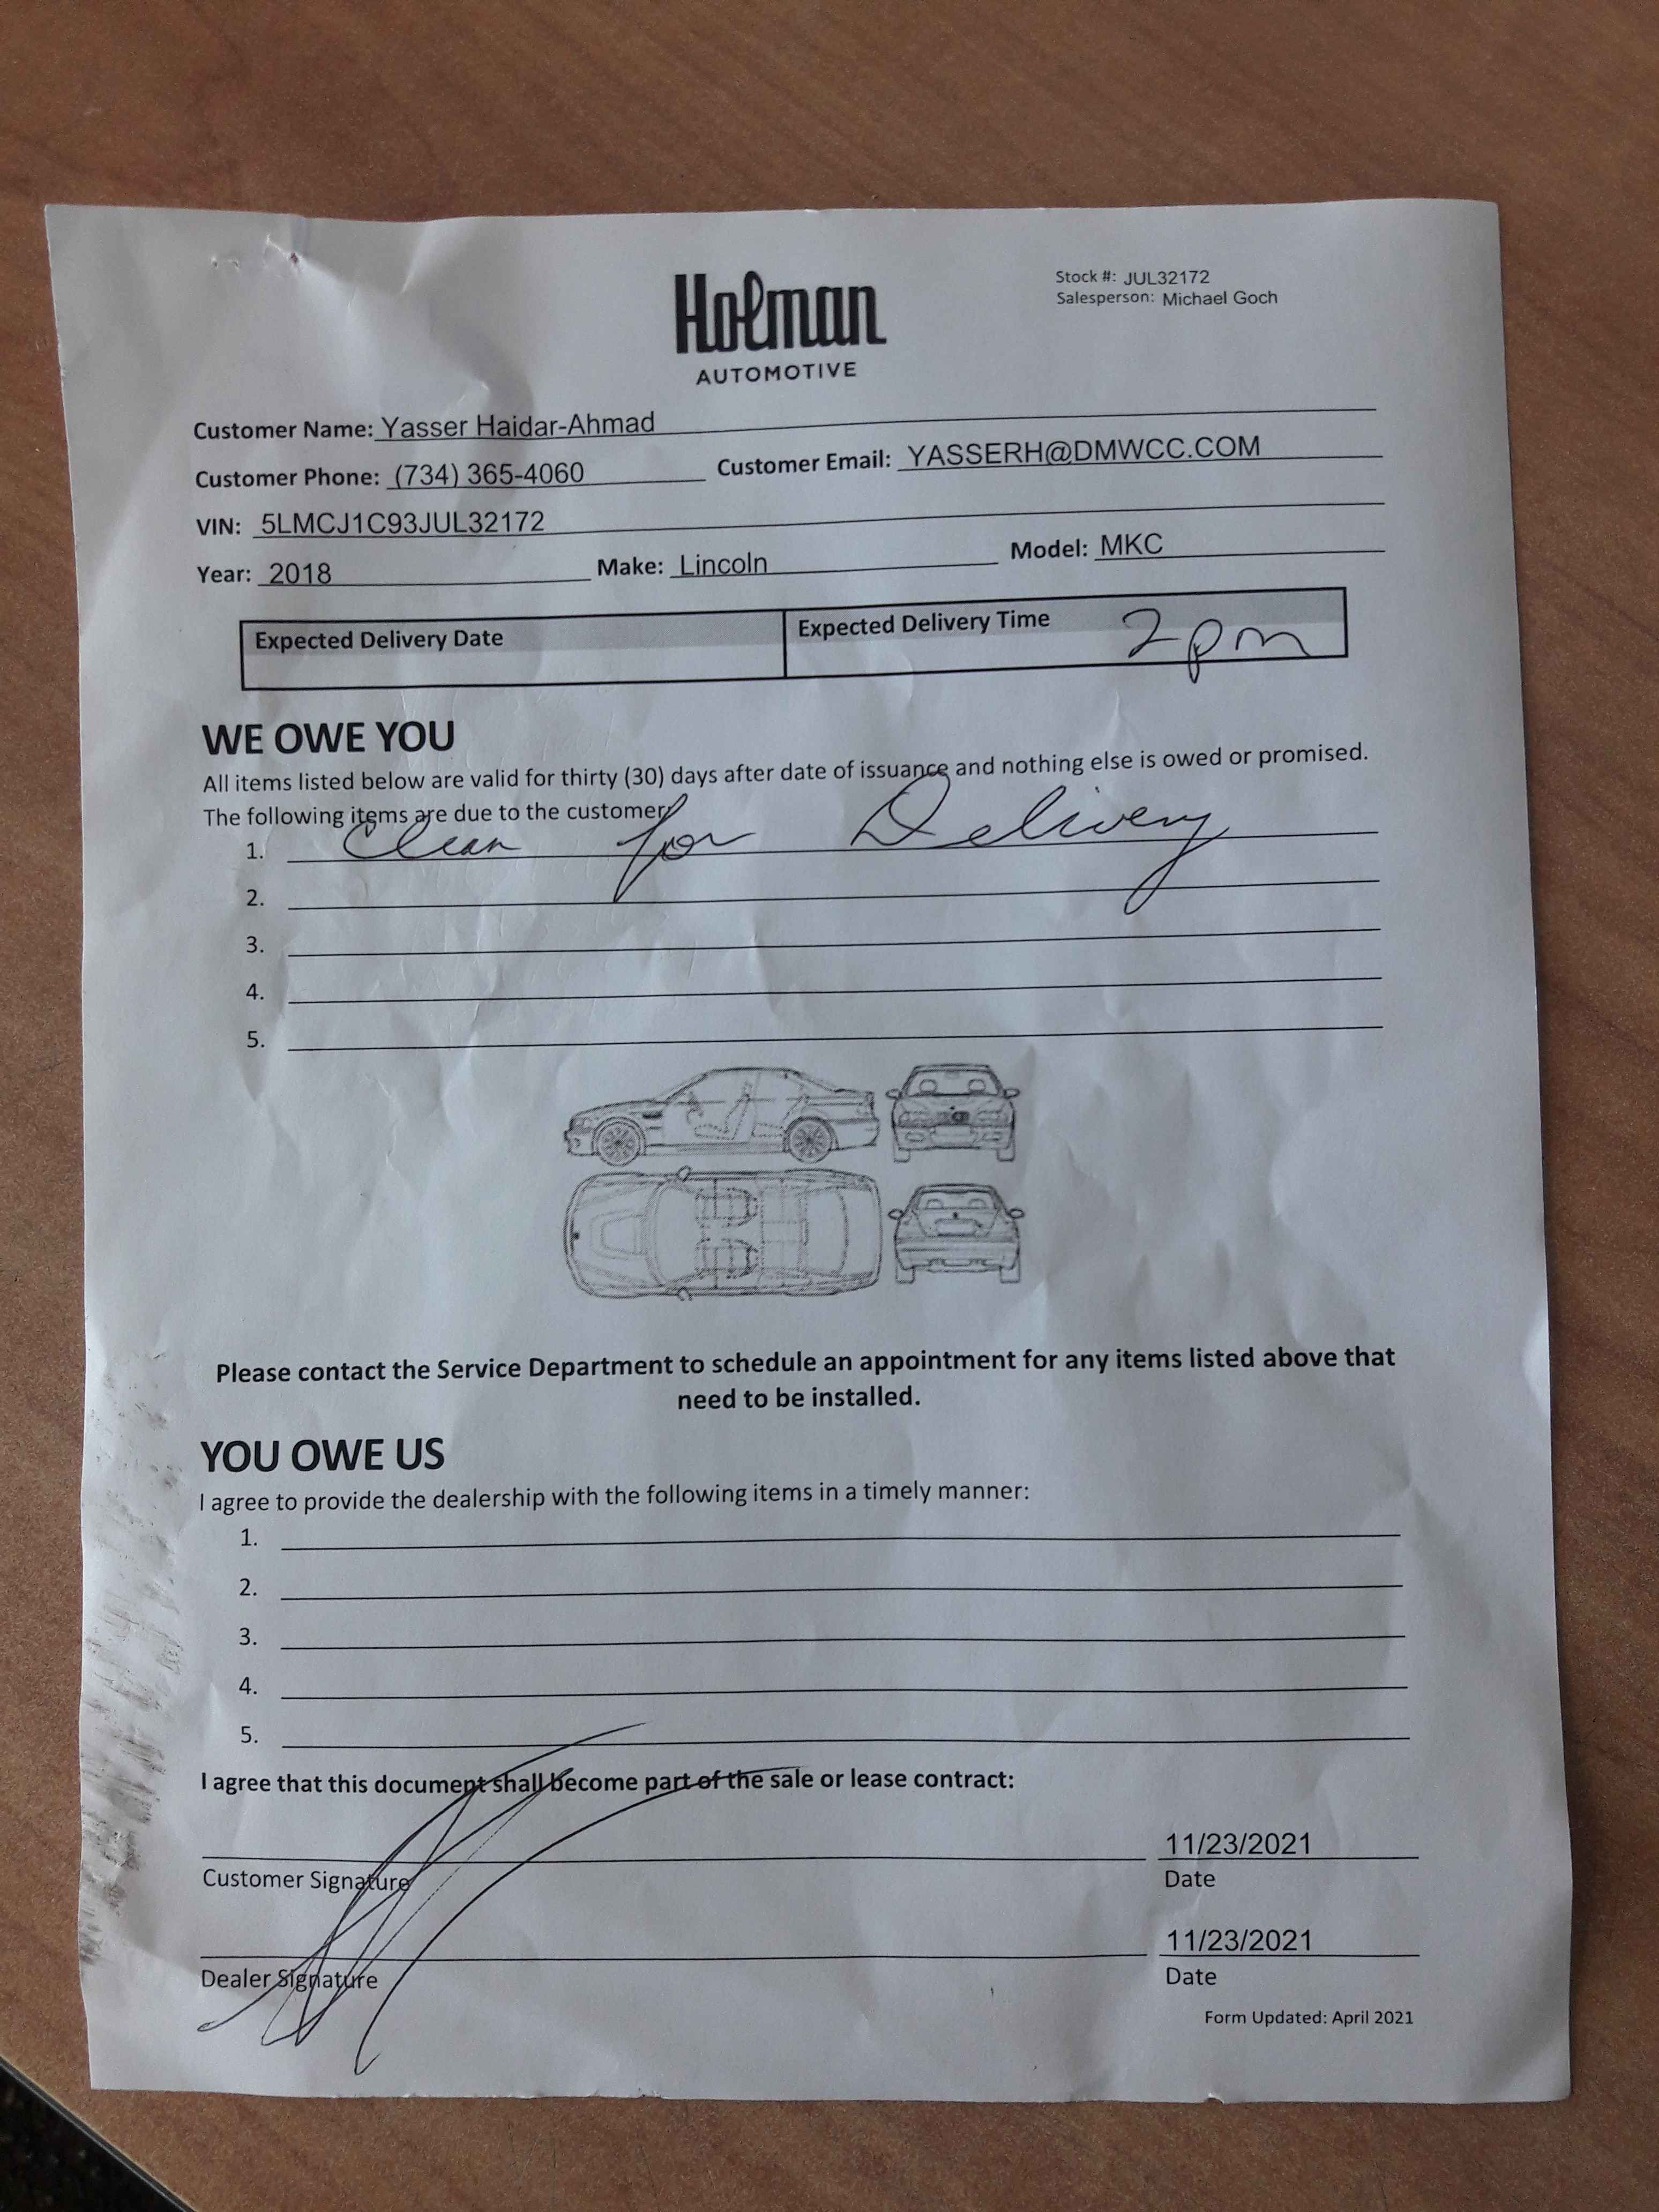 Holman
AUTOMOTIVE
Stock #: JUL32172
Salesperson: Michael Goch
Customer Name: Yasser Haidar-Ahmad
Customer Phone: (734) 365-4060 Customer Email: YASSERH@DMWCC.COM
VIN: 5LMCJ1C93JUL32172
Year: 2018 Make: Lincoln Model: MKC
Expected Delivery Date Expected Delivery Time 2pm
WE OWE YOU
All items listed below are valid for thirty (30) days after date of issuance and nothing else is owed or promised.
The following items are due to the customer:
1. Clean for Delivery
2.
3.
4.
5.
Please contact the Service Department to schedule an appointment for any items listed above that
need to be installed.
YOU OWE US
I agree to provide the dealership with the following items in a timely manner:
1.
2.
3.
4.
5.
I agree that this document shall become part of the sale or lease contract:
11/23/2021
Customer Signature Date
11/23/2021
Dealer Signature Date
Form Updated: April 2021